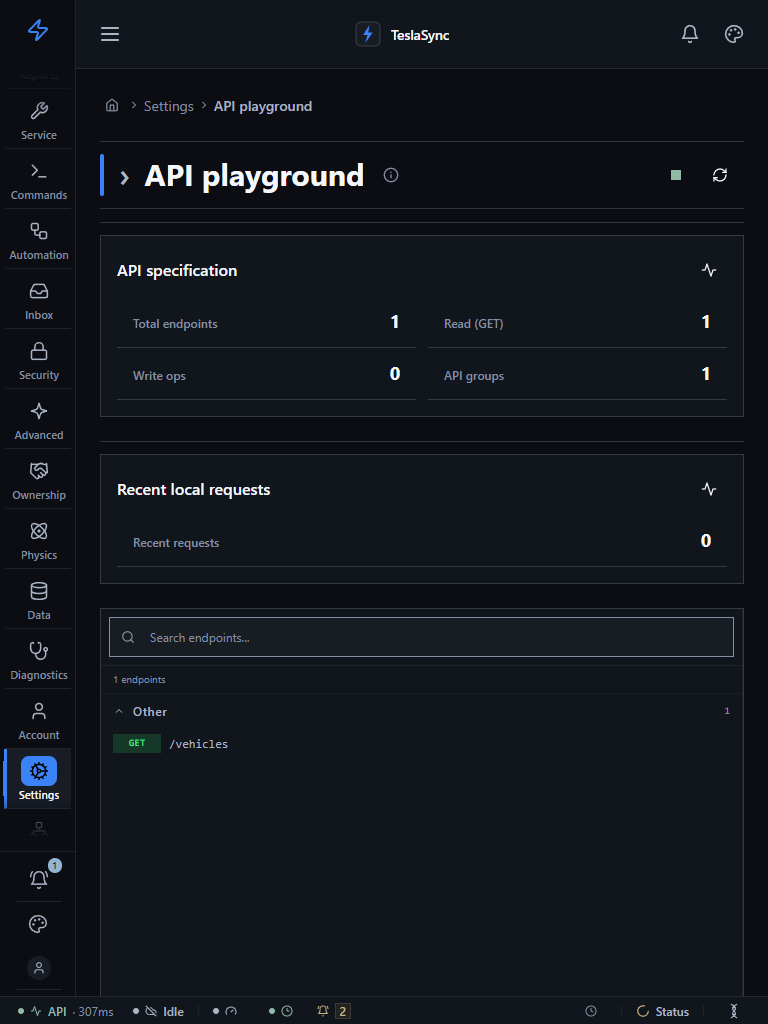 TeslaSync
Reports
Service
Commands
Automation
Inbox
Security
Advanced
Ownership
Physics
Data
Diagnostics
Account
Settings
1
Settings
API playground
API playground
API specification
Total endpoints 1
Read (GET) 1
Write ops 0
API groups 1
Recent local requests
Recent requests 0
Search endpoints...
1 endpoints
Other 1
GET /vehicles
API · 307ms
Idle
2
Status